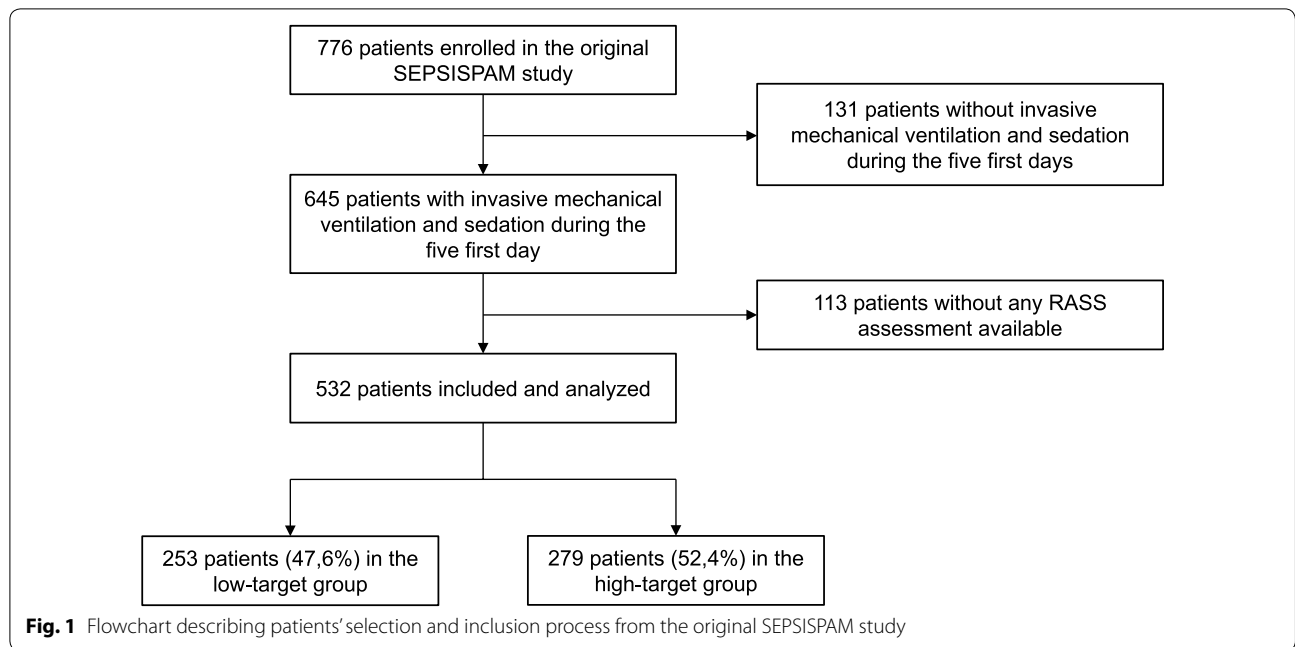 776 patients enrolled in the original
SEPSISPAM study
131 patients without invasive
mechanical ventilation and sedation
during the five first days
645 patients with invasive mechanical
ventilation and sedation during the
five first day
113 patients without any RASS
assessment available
532 patients included and analyzed
253 patients (47,6%) in the
low-target group
279 patients (52,4%) in the
high-target group
Fig. 1 Flowchart describing patients' selection and inclusion process from the original SEPSISPAM study